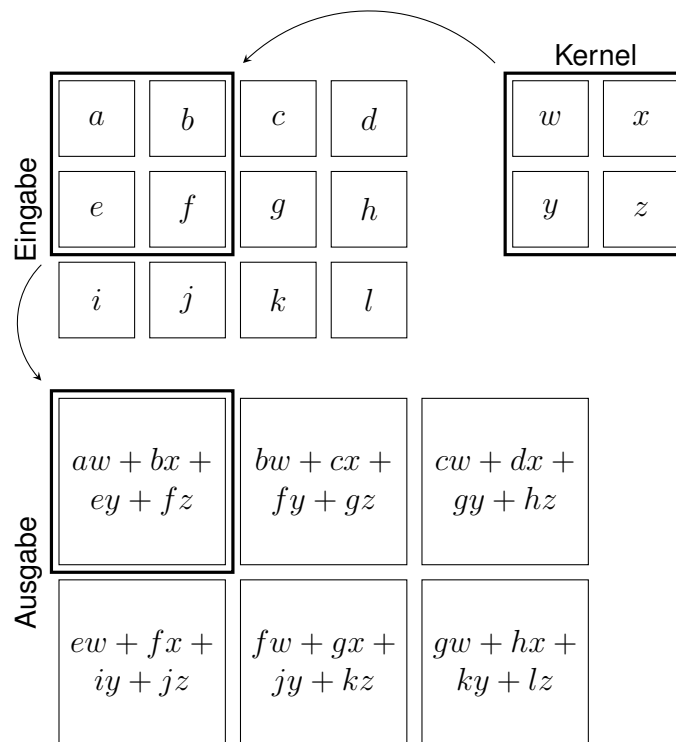 Kernel
a b c d
w x
Eingabe
e f g h
y z
i j k l
Ausgabe
aw + bx +
ey + fz
bw + cx +
fy + gz
cw + dx +
gy + hz
ew + fx +
iy + jz
fw + gx +
jy + kz
gw + hx +
ky + lz